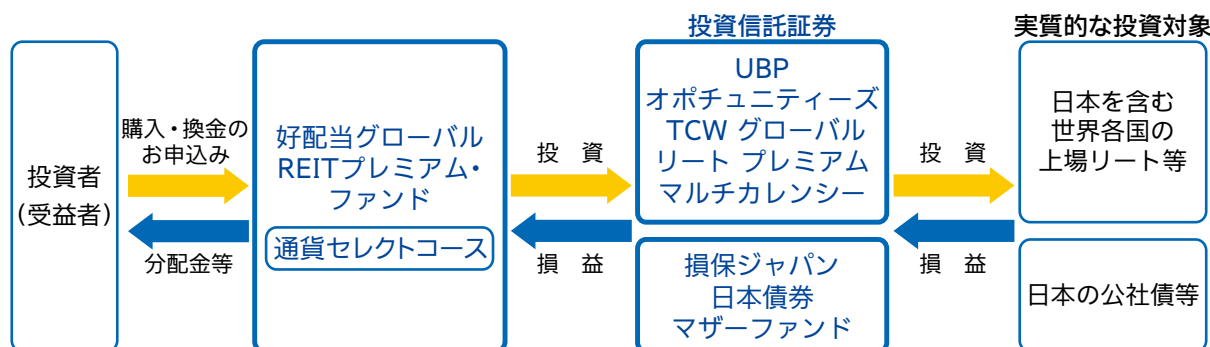 投資者
(受益者)
購入・換金の
お申込み
分配金等
好配当グローバル
REITプレミアム・
ファンド
通貨セレクトコース
投 資
損 益
投資信託証券
UBP
オポチュニティーズ
TCW グローバル
リート プレミアム
マルチカレンシー
損保ジャパン
日本債券
マザーファンド
投 資
損 益
実質的な投資対象
日本を含む
世界各国の
上場リート等
日本の公社債等